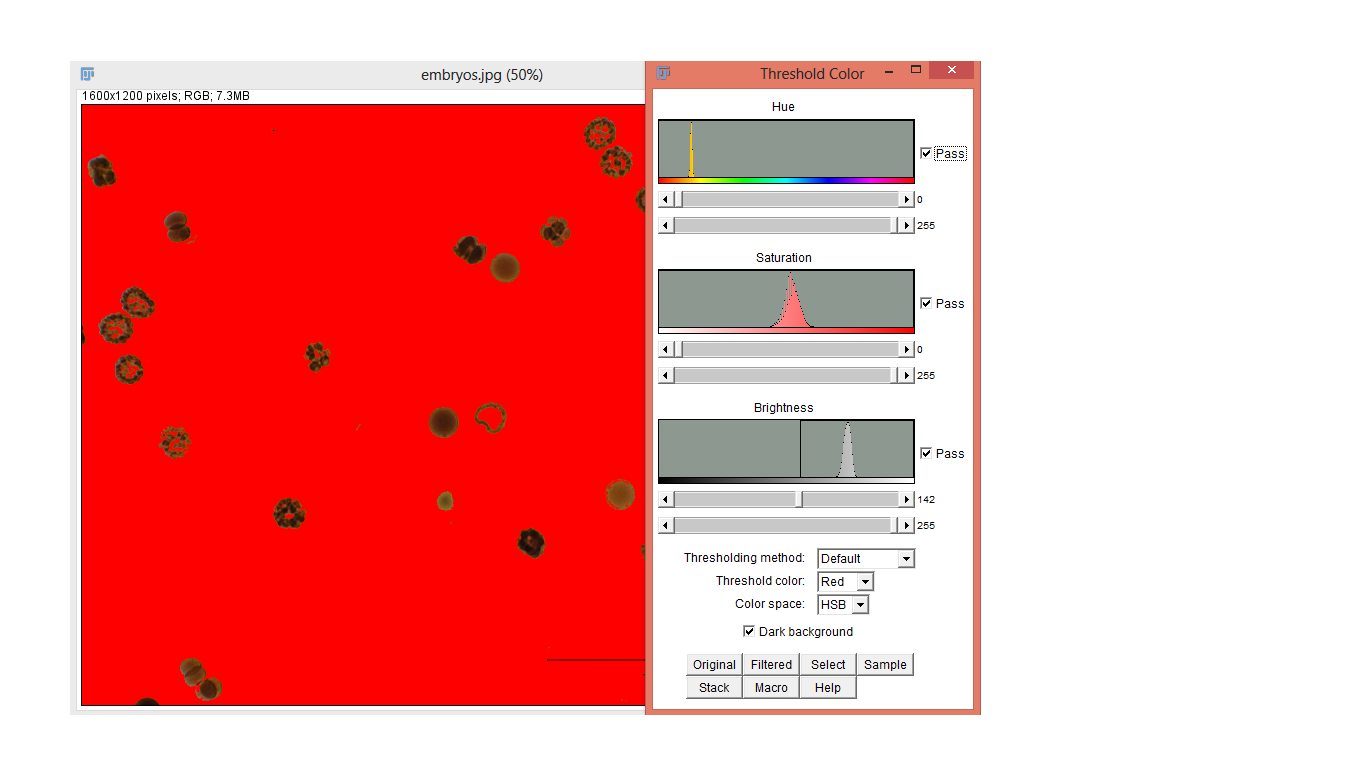 embryos.jpg (50%)
1600x1200 pixels; RGB; 7.3MB
Threshold Color
Hue
Pass
0
255
Saturation
Pass
0
255
Brightness
Pass
142
255
Thresholding method: Default
Threshold color: Red
Color space: HSB
Dark background
Original Filtered Select Sample
Stack Macro Help